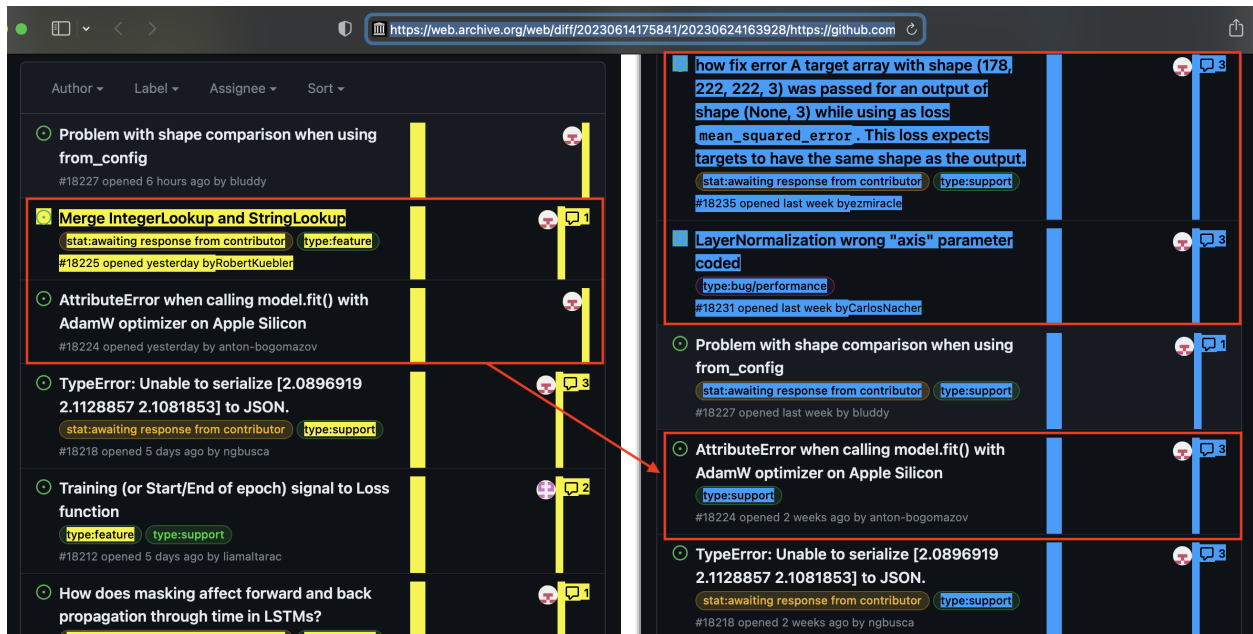 https://web.archive.org/web/diff/20230614175841/20230624163928/https://github.com
Author
Label
Assignee
Sort
Problem with shape comparison when using
from_config
#18227 opened 6 hours ago by bluddy
Merge IntegerLookup and StringLookup
1
stat:awaiting response from contributor
type:feature
#18225 opened yesterday byRobertKuebler
AttributeError when calling model.fit() with
AdamW optimizer on Apple Silicon
#18224 opened yesterday by anton-bogomazov
TypeError: Unable to serialize [2.0896919
3
2.1128857 2.1081853] to JSON.
stat:awaiting response from contributor
type:support
#18218 opened 5 days ago by ngbusca
Training (or Start/End of epoch) signal to Loss
2
function
type:feature
type:support
#18212 opened 5 days ago by liamaltarac
How does masking affect forward and back
1
propagation through time in LSTMs?
how fix error A target array with shape (178,
3
222, 222, 3) was passed for an output of
shape (None, 3) while using as loss
mean_squared_error. This loss expects
targets to have the same shape as the output.
stat:awaiting response from contributor
type:support
#18235 opened last week byezmiracle
LayerNormalization wrong "axis" parameter
3
coded
type:bug/performance
#18231 opened last week byCarlosNacher
Problem with shape comparison when using
1
from_config
stat:awaiting response from contributor
type:support
#18227 opened last week by bluddy
AttributeError when calling model.fit() with
3
AdamW optimizer on Apple Silicon
type:support
#18224 opened 2 weeks ago by anton-bogomazov
TypeError: Unable to serialize [2.0896919
3
2.1128857 2.1081853] to JSON.
stat:awaiting response from contributor
type:support
#18218 opened 2 weeks ago by ngbusca